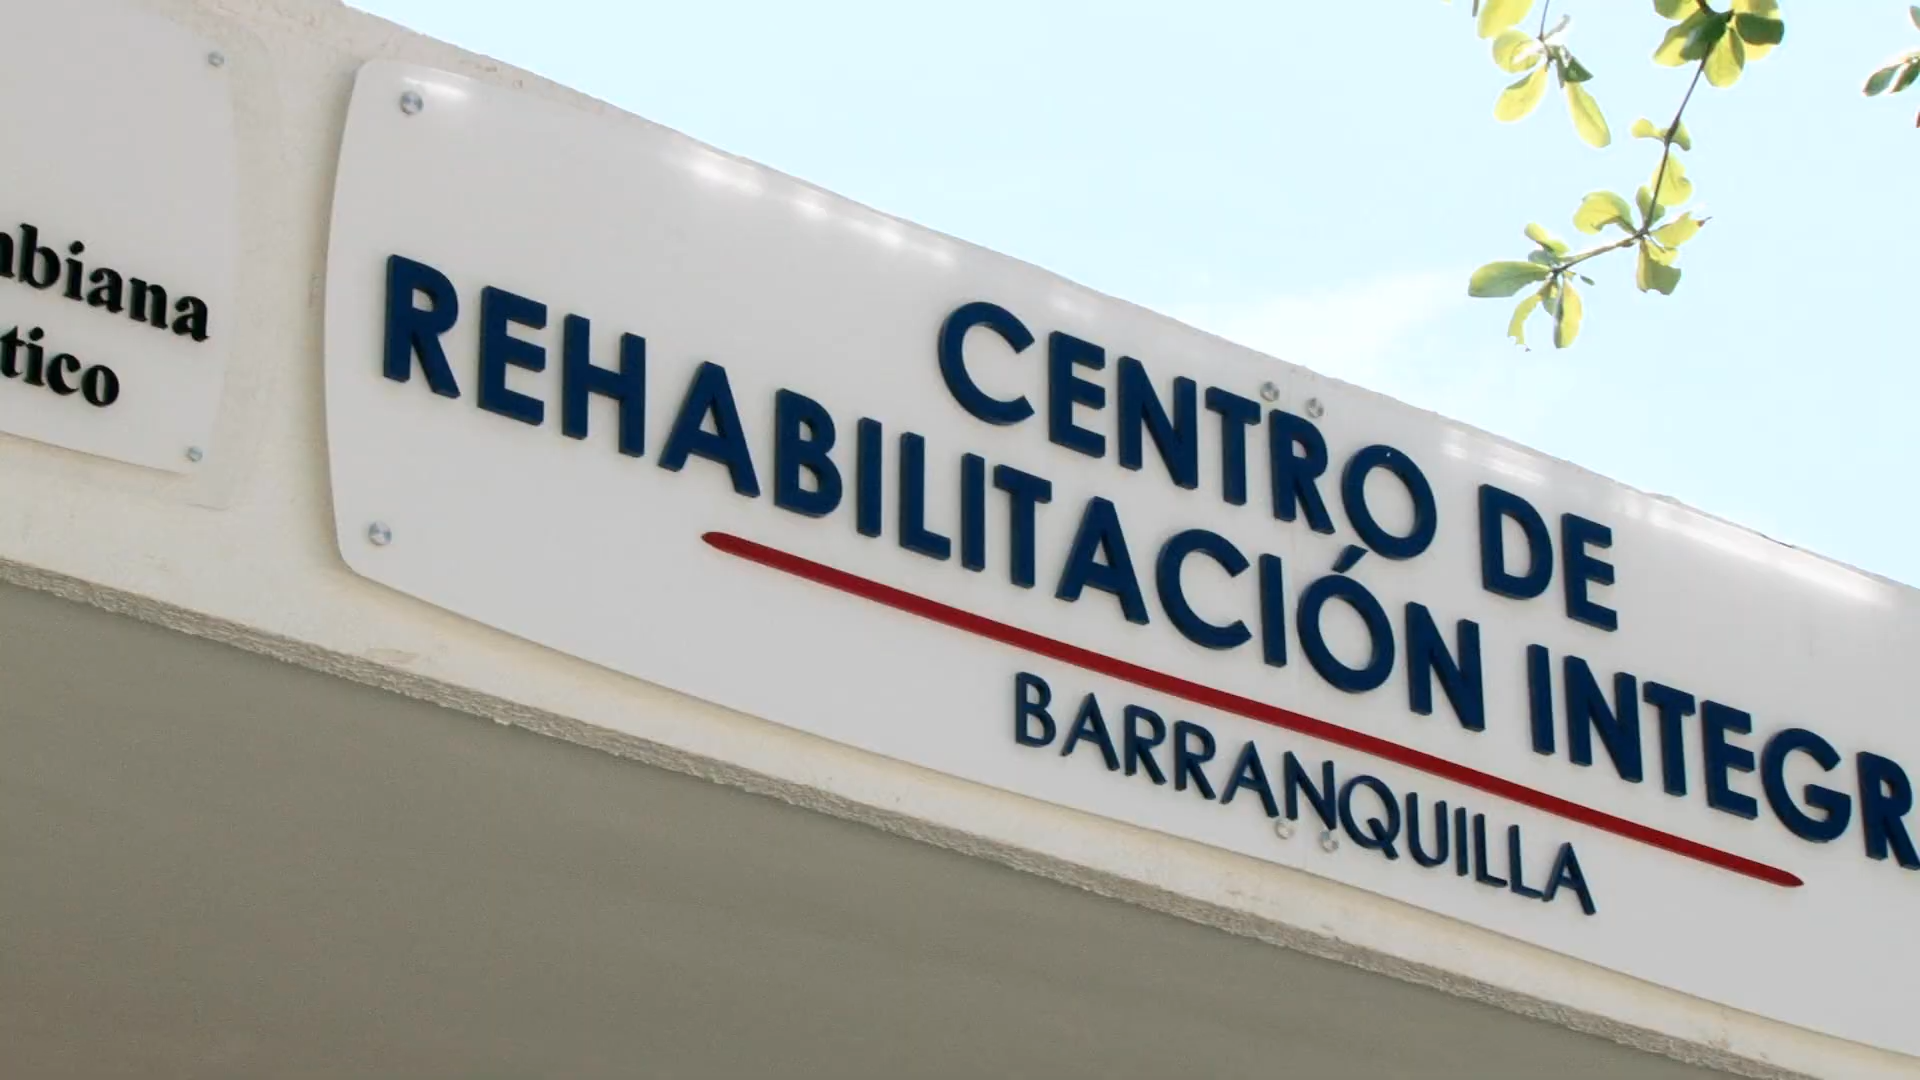 mbiana
tico
CENTRO DE
REHABILITACIÓN INTEGR
BARRANQUILLA